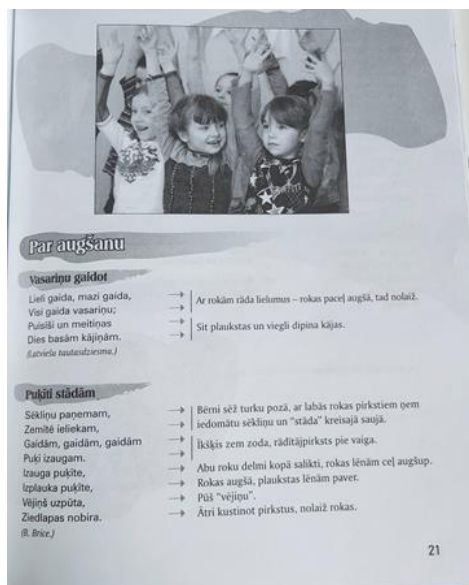 Par augšanu
Vasariņu gaidot
Lieli gaida, mazi gaida,
Visi gaida vasariņu;
Puisīši un meitiņas
Dies basām kājiņām.
(Latviešu tautasdziesma.)
Ar rokām rāda lielumus – rokas paceļ augšā, tad nolaiž.
Sit plaukstas un viegli dipina kājas.
Puķīti stādām
Sēkliņu paņemam,
Zemītē ieliekam,
Gaidām, gaidām, gaidām
Puķi izaugam.
Izauga puķīte,
Izplauka puķīte,
Vējiņš uzpūta,
Ziedlapas nobira.
(B. Brice.)
Bērni sēž turku pozā, ar labās rokas pirkstiem ņem
iedomātu sēkliņu un “stāda” kreisajā saujā.
Īkšķis zem zoda, rādītājpirksts pie vaiga.
Abu roku delmi kopā salikti, rokas lēnām ceļ augšup.
Rokas augšā, plaukstas lēnām paver.
Pūš “vējiņu”.
Ātri kustinot pirkstus, nolaiž rokas.
21